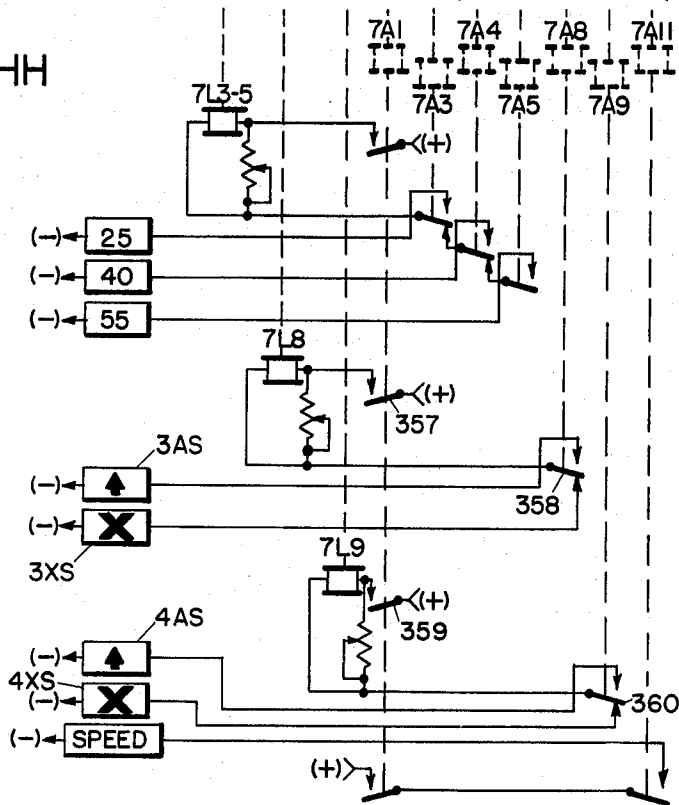 7A1 7A4 7A8 7A11
7A3 7A5 7A9
7L3-5
(+)
(-) 25
(-) 40
(-) 55
7L8
(+)
357
3AS
(-)
358
(-) X
3XS
7L9
(+)
359
4AS
(-)
4XS
(-) X
360
(-) SPEED
(+)